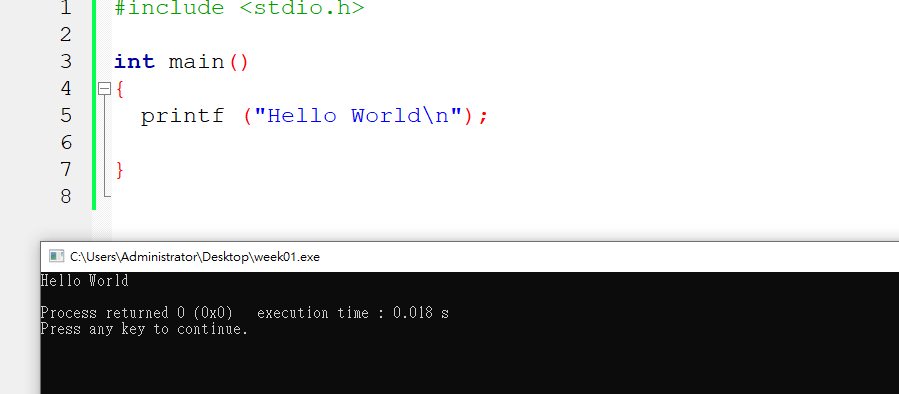 1 #include <stdio.h>
2
3 int main()
4 {
5 printf ("Hello World\n");
6
7 }
8
C:\Users\Administrator\Desktop\week01.exe
Hello World
Process returned 0 (0x0)   execution time : 0.018 s
Press any key to continue.